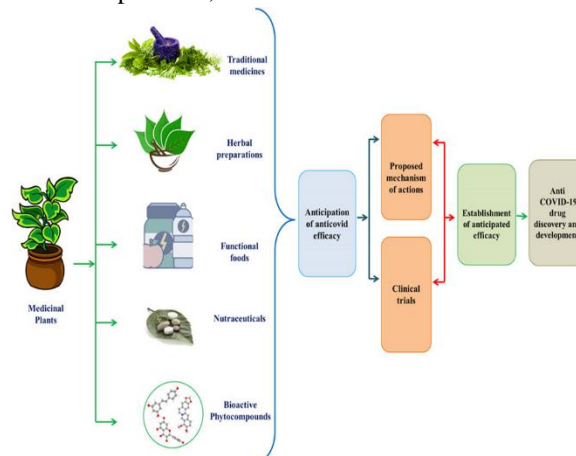 Traditional
medicines
Herbal
preparations
Functional
foods
Nutraceuticals
Bioactive
Phytocompounds
Medicinal
Plants
Anticipation
of anticovid
efficacy
Proposed
mechanism
of actions
Clinical
trials
Establishment
of anticipated
efficacy
Anti
COVID-19
drug
discovery an
development